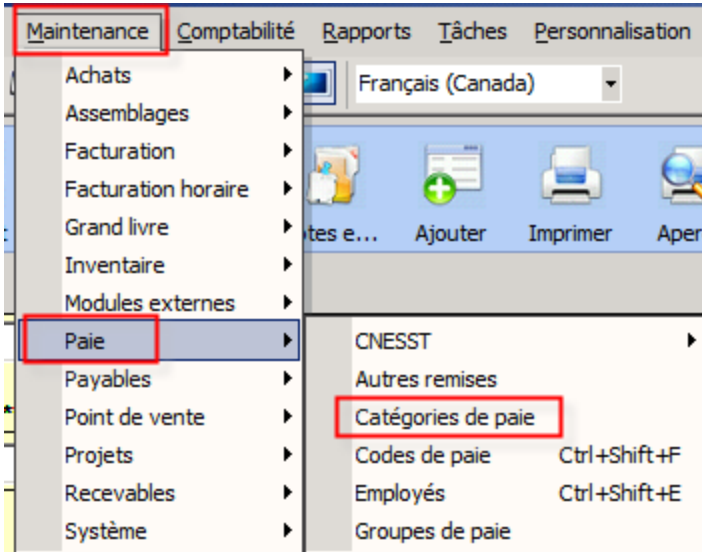 Maintenance Comptabilité Rapports Tâches Personnalisation
Achats
Français (Canada)
Assemblages
Facturation
Facturation horaire
Grand livre
Ajouter Imprimer
Inventaire
Modules externes
Paie
CNESST
Payables
Autres remises
Point de vente
Catégories de paie
Projets
Codes de paie Ctrl+Shift+F
Recevables
Employés Ctrl+Shift+E
Système
Groupes de paie